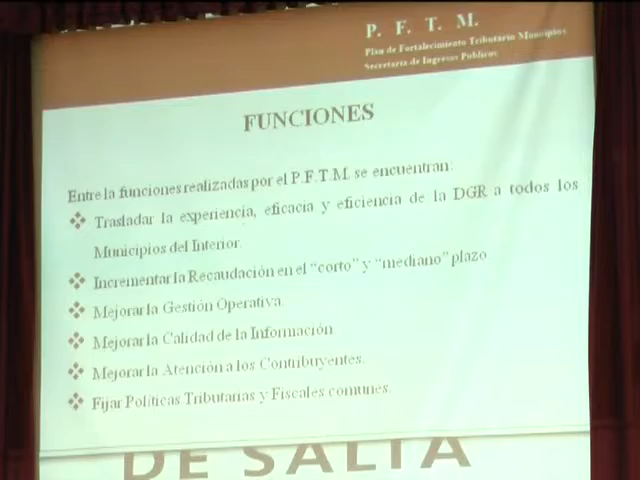 P. F. T. M.
Plan de Fortalecimiento Tributario Municipios
Secretaria de Ingresos Publicos
FUNCIONES
Entre la funciones realizadas por el P.F.T.M. se encuentran:
❖ Trasladar la experiencia, eficacia y eficiencia de la DGR a todos los
Municipios del Interior.
❖ Incrementar la Recaudación en el “corto” y “mediano” plazo
❖ Mejorar la Gestión Operativa
❖ Mejorar la Calidad de la Información
❖ Mejorar la Atención a los Contribuyentes.
❖ Fijar Políticas Tributarias y Fiscales comunes.
DE SALTA